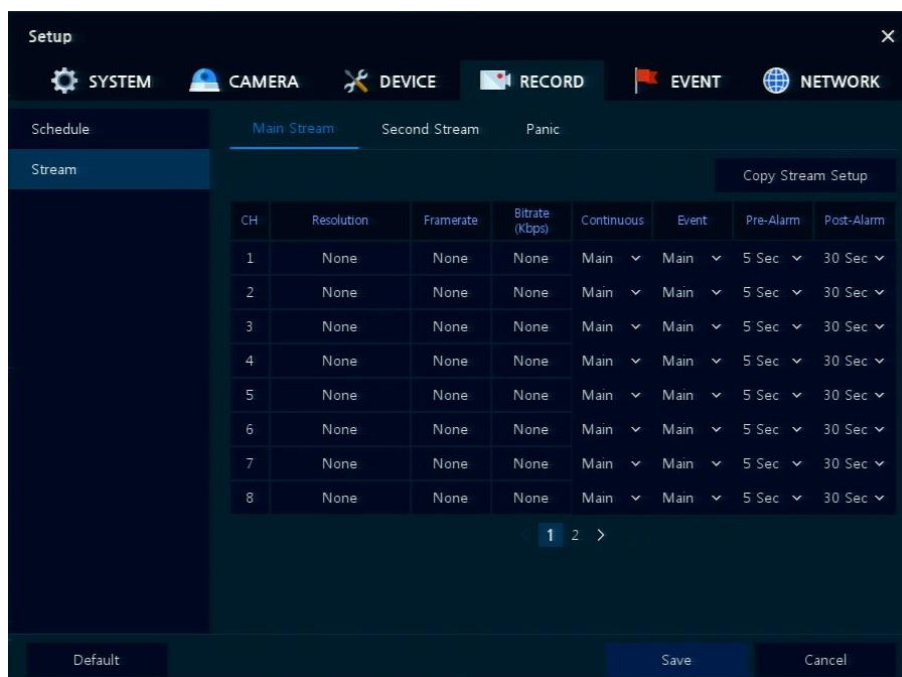 Setup
SYSTEM CAMERA DEVICE RECORD EVENT NETWORK
Schedule
Stream
Main Stream Second Stream Panic
Copy Stream Setup
CH Resolution Framerate Bitrate (Kbps) Continuous Event Pre-Alarm Post-Alarm
1 None None None Main Main 5 Sec 30 Sec
2 None None None Main Main 5 Sec 30 Sec
3 None None None Main Main 5 Sec 30 Sec
4 None None None Main Main 5 Sec 30 Sec
5 None None None Main Main 5 Sec 30 Sec
6 None None None Main Main 5 Sec 30 Sec
7 None None None Main Main 5 Sec 30 Sec
8 None None None Main Main 5 Sec 30 Sec
1 2 >
Default Save Cancel